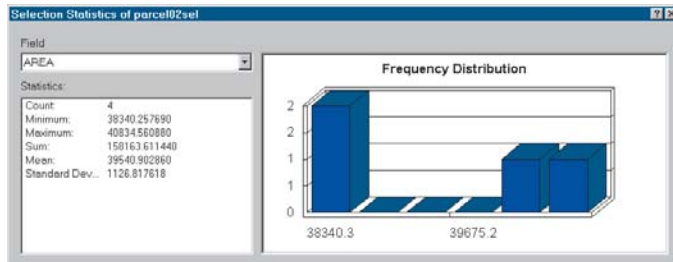 Selection Statistics of parcel02sel
Field
AREA
Statistics:
Count: 4
Minimum: 38340.257690
Maximum: 40834.560880
Sum: 158163.611440
Mean: 39540.902860
Standard Dev... 1126.817618
Frequency Distribution
2
2
1
1
0
38340.3 39675.2